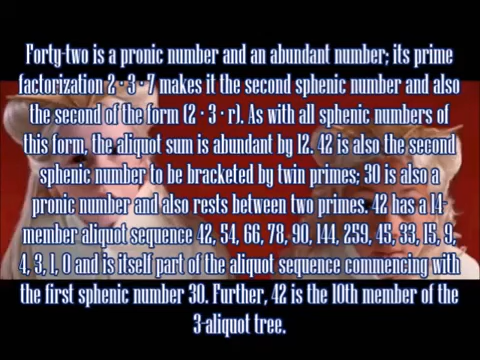 Forty-two is a pronic number and an abundant number; its prime
factorization 2 · 3 · 7 makes it the second sphenic number and also
the second of the form (2 · 3 · r). As with all sphenic numbers of
this form, the aliquot sum is abundant by 12. 42 is also the second
sphenic number to be bracketed by twin primes; 30 is also a
pronic number and also rests between two primes. 42 has a 14-
member aliquot sequence 42, 54, 66, 78, 90, 144, 259, 45, 33, 15, 9,
4, 3, 1, 0 and is itself part of the aliquot sequence commencing with
the first sphenic number 30. Further, 42 is the 10th member of the
3-aliquot tree.